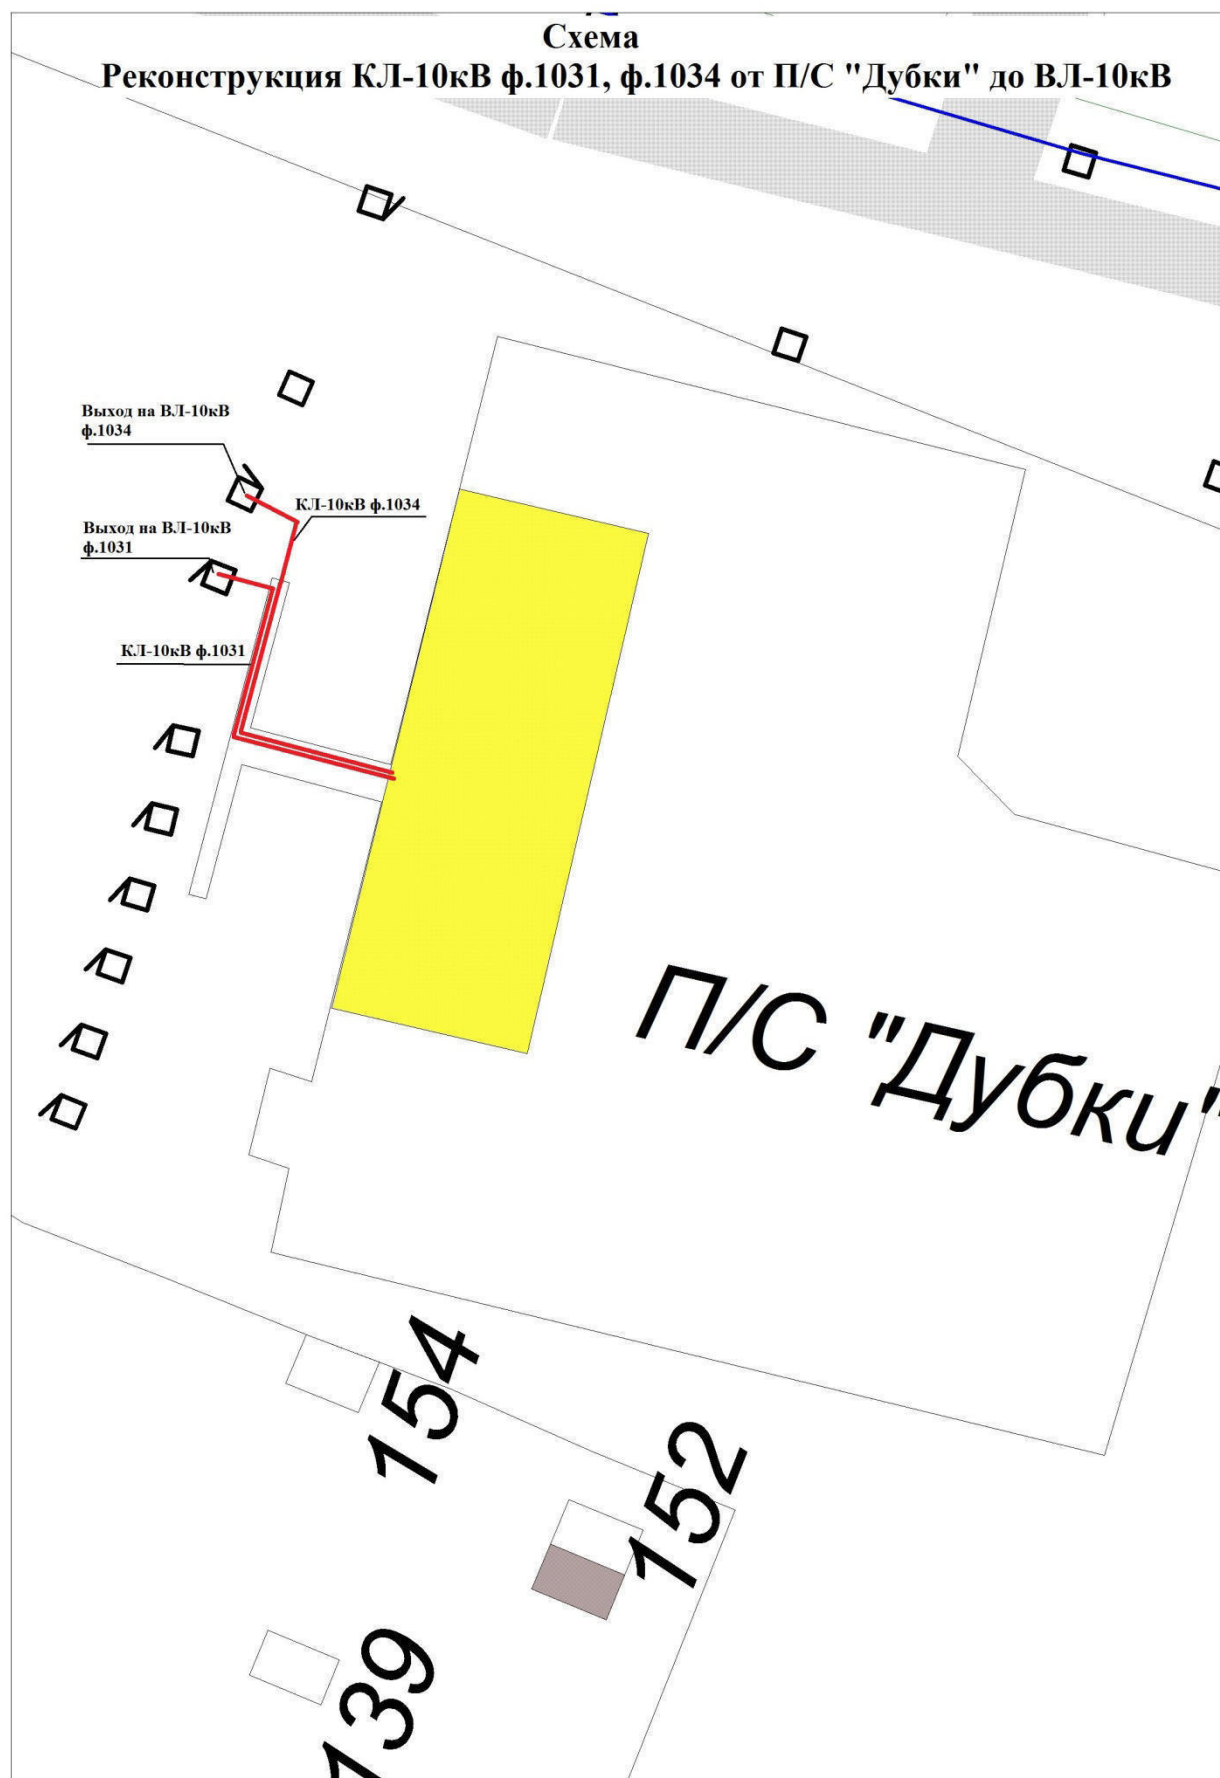 Схема
Реконструкция КЛ-10кВ ф.1031, ф.1034 от П/С "Дубки" до ВЛ-10кВ
Выход на ВЛ-10кВ
ф.1034
КЛ-10кВ ф.1034
Выход на ВЛ-10кВ
ф.1031
КЛ-10кВ ф.1031
П/С "Дубки"
154
152
139